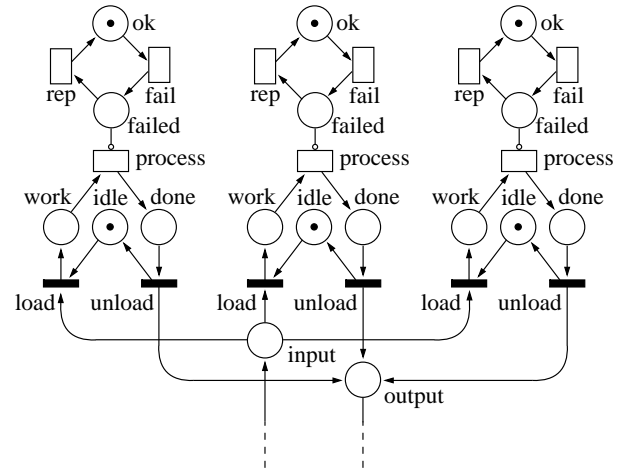 ok ok ok
rep fail rep fail rep fail
failed failed failed
process process process
work idle done work idle done work idle done
load unload load unload load unload
input
output